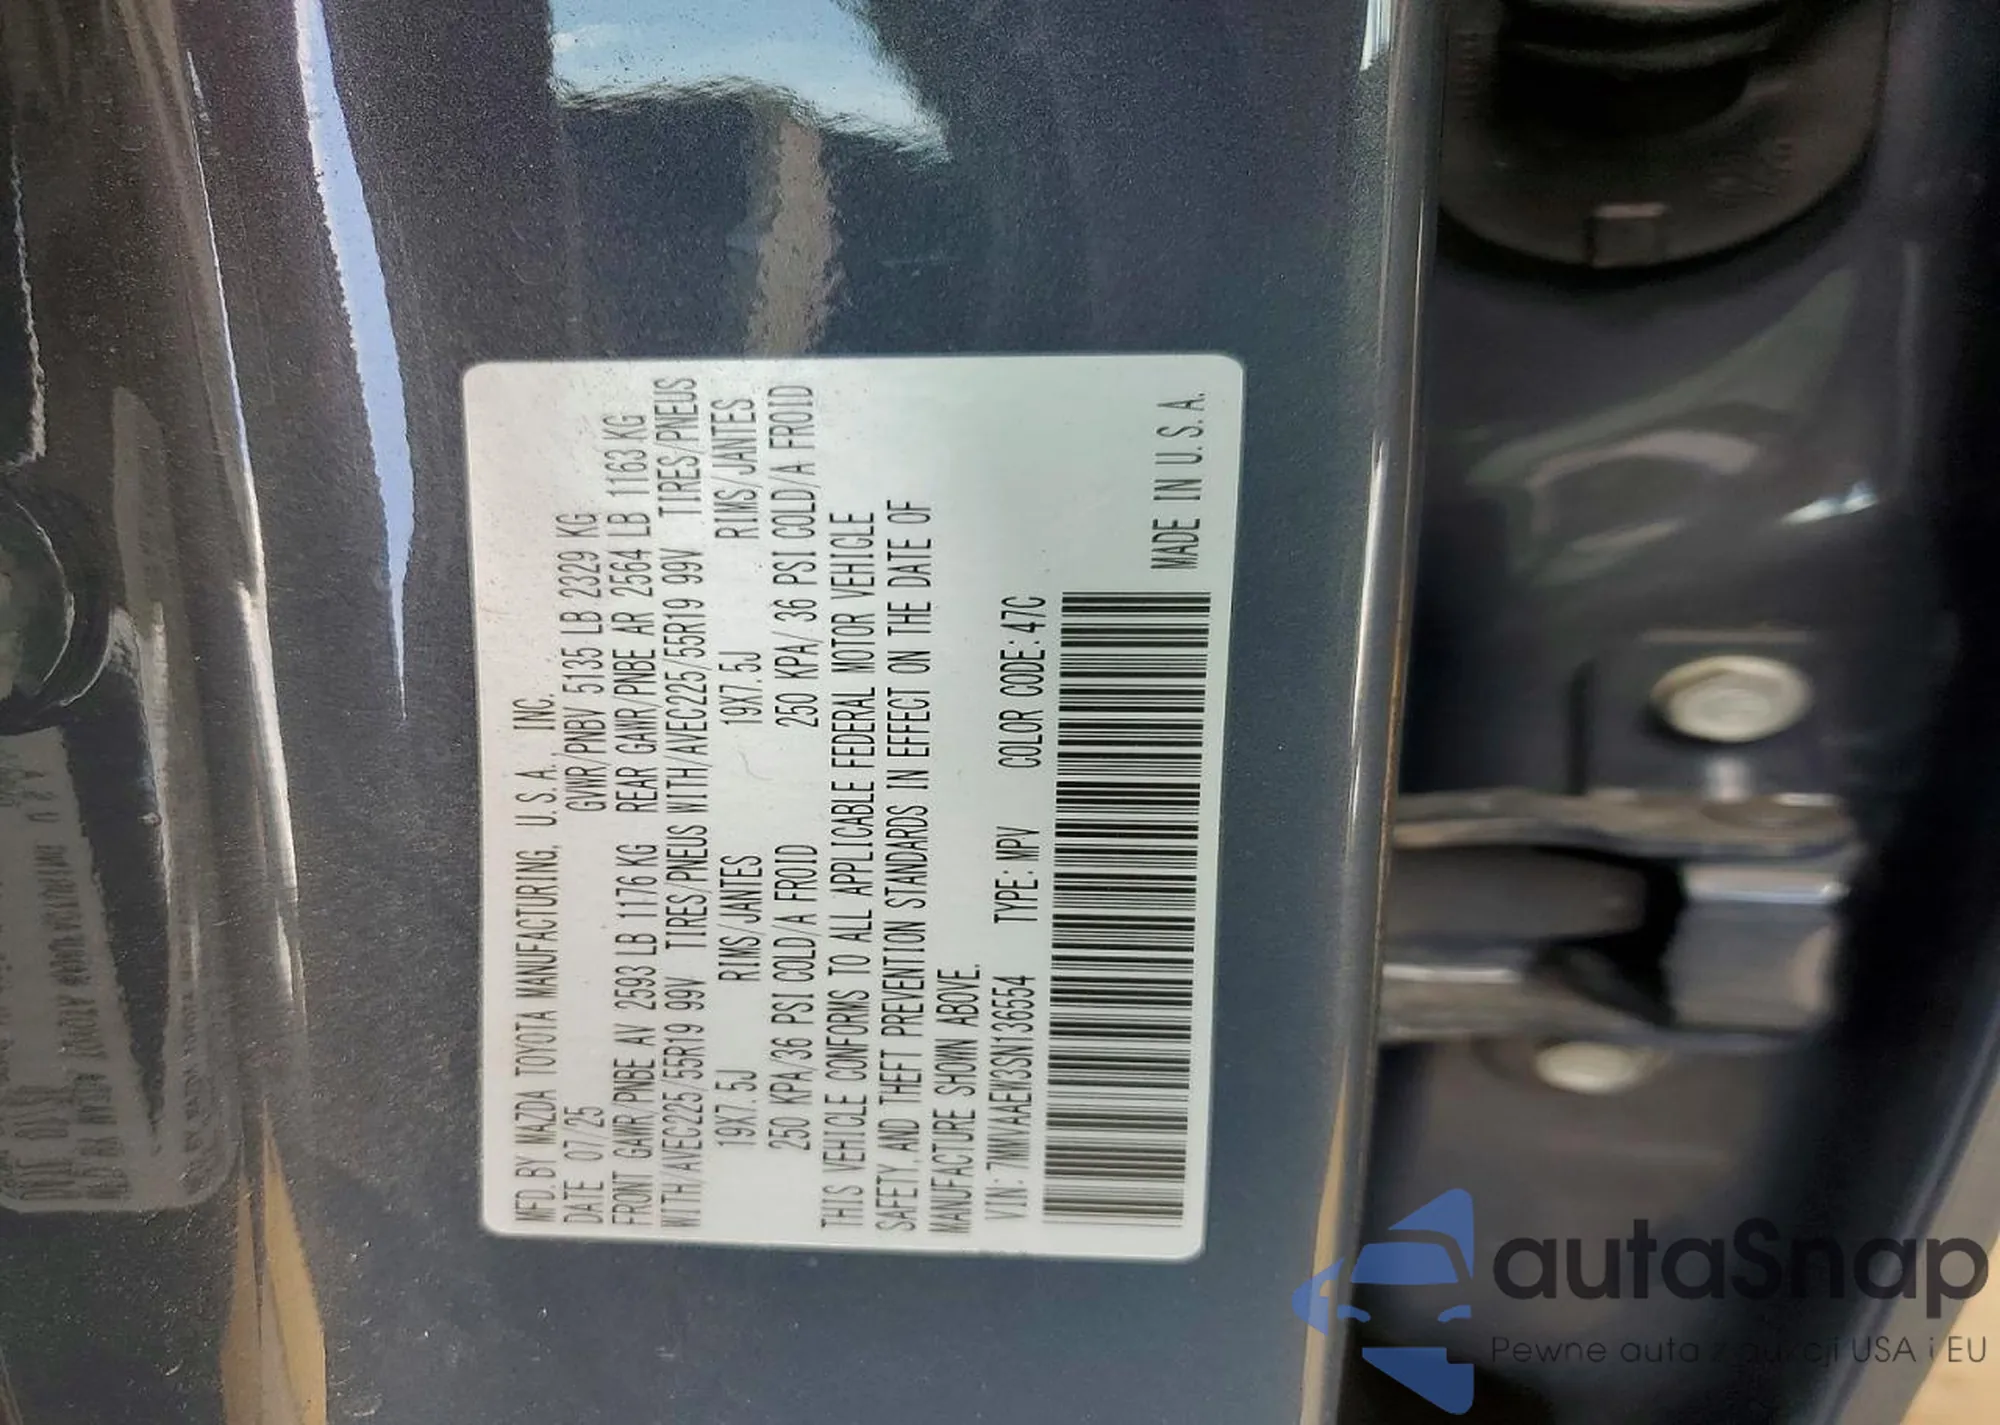 MFD.BY MAZDA TOYOTA MANUFACTURING, U.S.A., INC.
DATE 07/25 GVWR/PNBV 5135 LB 2329 KG
FRONT GAWR/PNBE AV 2593 LB 1176 KG REAR GAWR/PNBE AR 2564 LB 1163 KG
WITH/AVEC225/55R19 99V TIRES/PNEUS WITH/AVEC225/55R19 99V TIRES/PNEUS
19X7.5J RIMS/JANTES 19X7.5J RIMS/JANTES
250 KPA/36 PSI COLD/A FROID 250 KPA/ 36 PSI COLD/A FROID
THIS VEHICLE CONFORMS TO ALL APPLICABLE FEDERAL MOTOR VEHICLE
SAFETY,AND THEFT PREVENTION STANDARDS IN EFFECT ON THE DATE OF
MANUFACTURE SHOWN ABOVE.
VIN: 7MMVAAEW3SN136554 TYPE: MPV COLOR CODE: 47C
MADE IN U.S.A.
autaSnap
Pewne auta z aukcji USA i EU